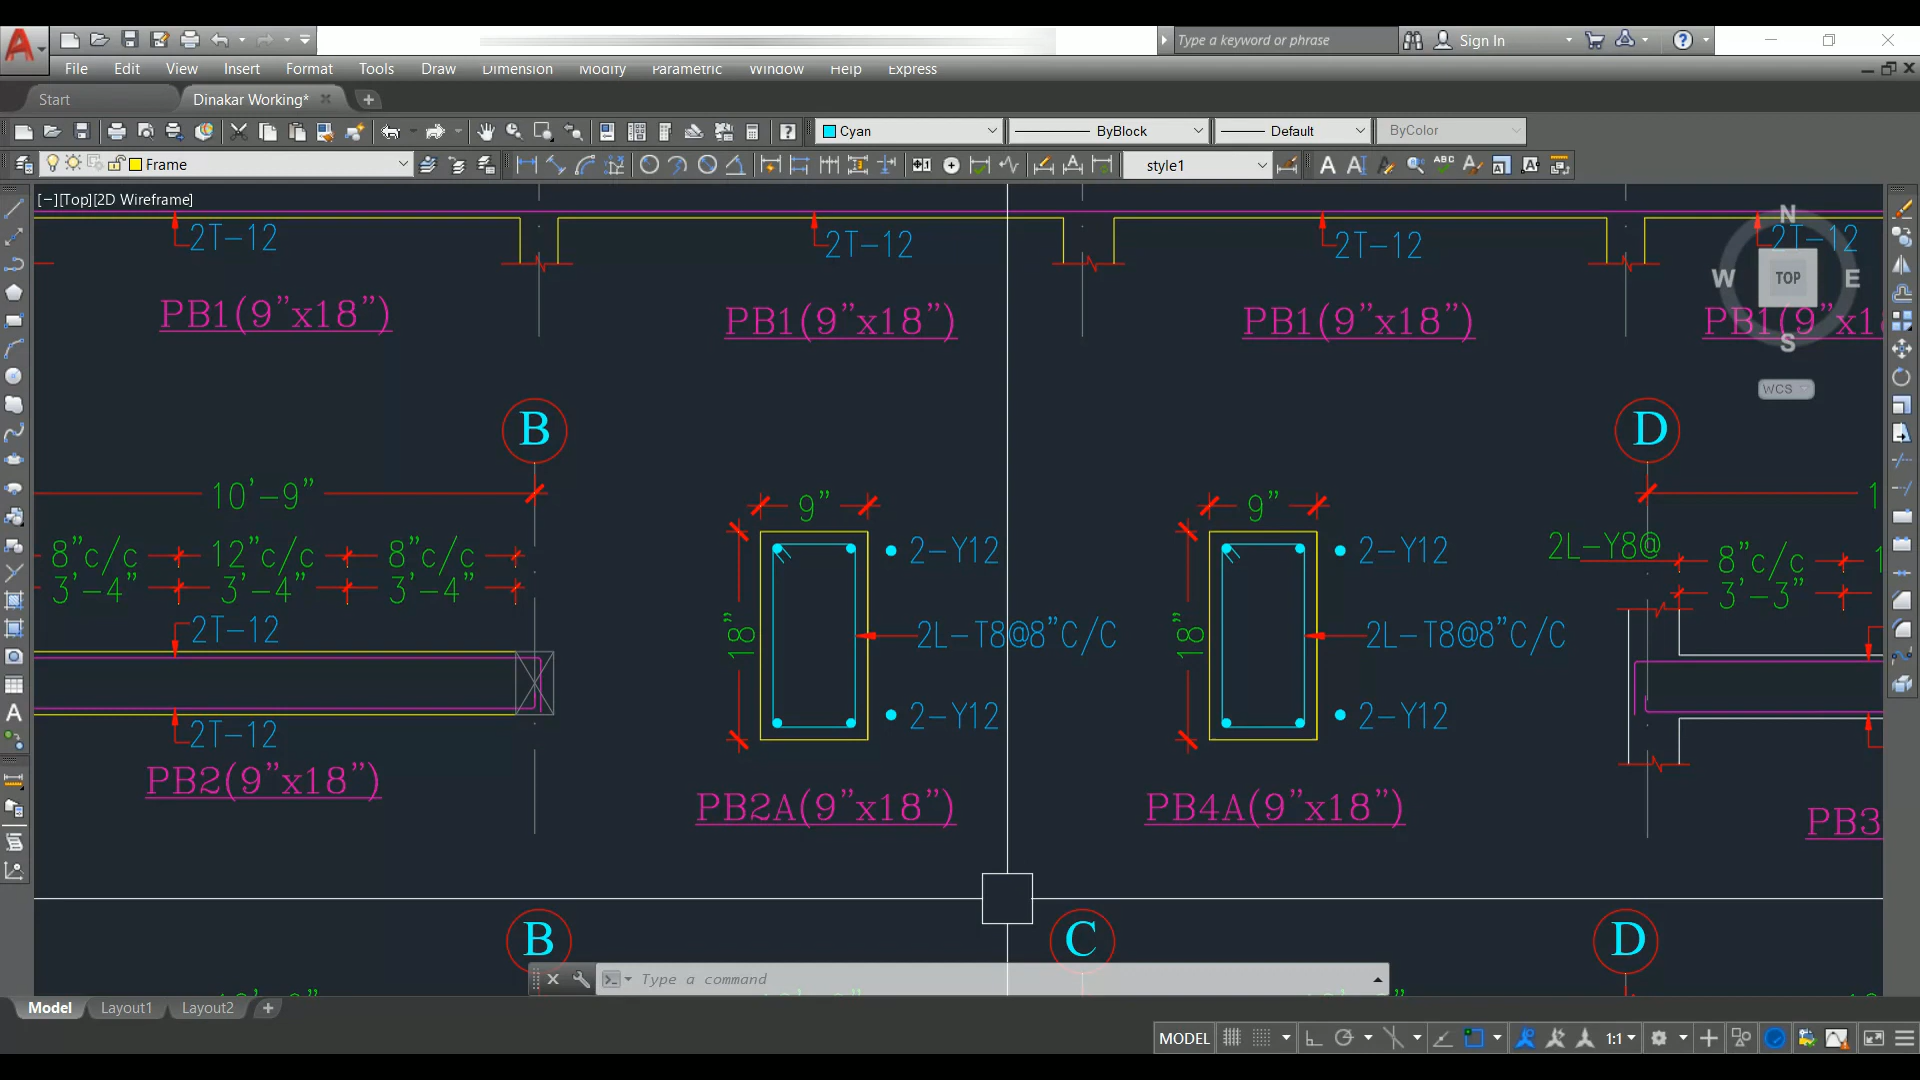 Type a keyword or phrase
Sign In
File Edit View Insert Format Tools Draw Dimension Modify Parametric Window Help Express
Start
Dinakar Working*
Cyan
ByBlock
Default
ByColor
Frame
style1
[−][Top][2D Wireframe]
2T-12
2T-12
2T-12
2T-12
N
W
TOP
E
S
WCS
PB1(9”x18”)
PB1(9”x18”)
PB1(9”x18”)
PB1(9”x18
B
D
10'-9”
8”c/c
12”c/c
8”c/c
3'-4”
3'-4”
3'-4”
2T-12
2T-12
PB2(9”x18”)
9”
18”
2-Y12
2L-T8@8”C/C
2-Y12
PB2A(9”x18”)
9”
18”
2-Y12
2L-T8@8”C/C
2-Y12
PB4A(9”x18”)
2L-Y8@
8”c/c
3'-3”
1
1
PB3
B
C
D
Type a command
Model Layout1 Layout2
MODEL
1:1